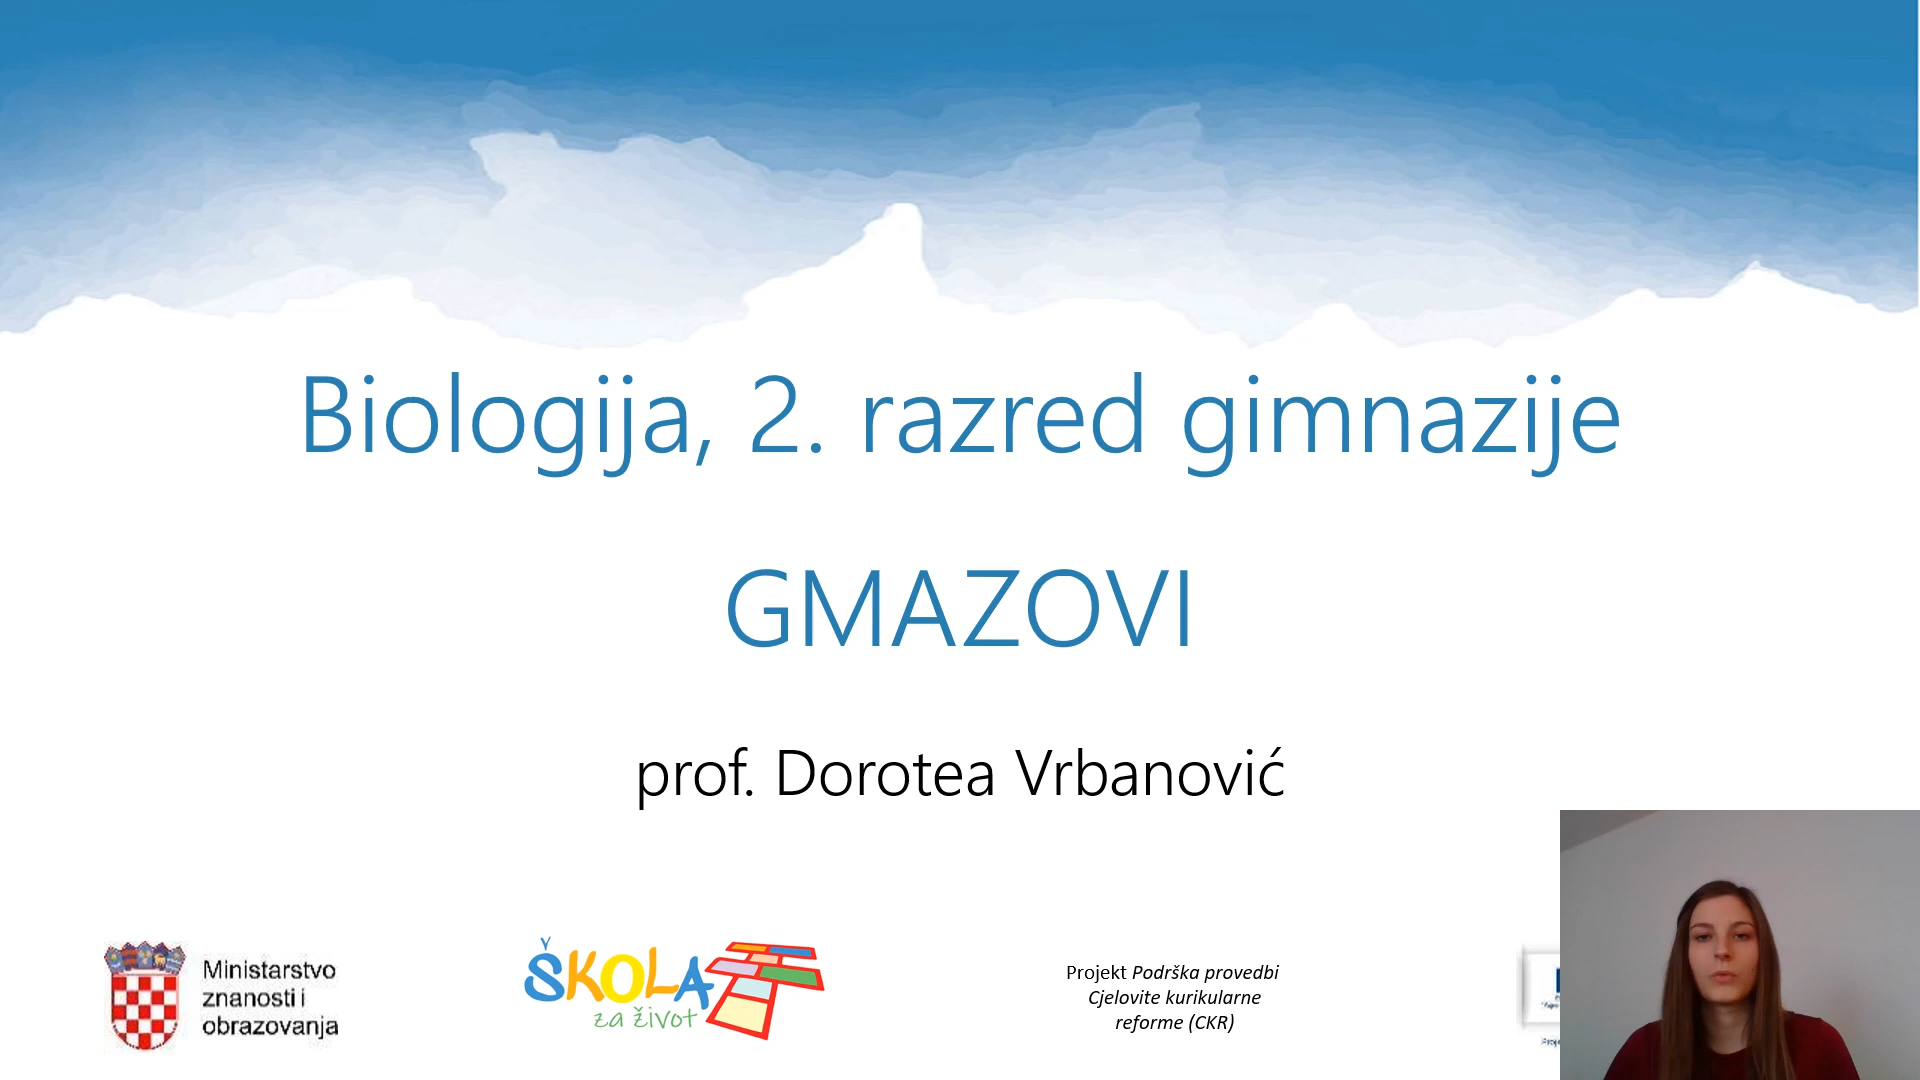 Biologija, 2. razred gimnazije
GMAZOVI
prof. Dorotea Vrbanović
Ministarstvo
znanosti i
obrazovanja
ŠKOLA
za život
Projekt Podrška provedbi
Cjelovite kurikularne
reforme (CKR)